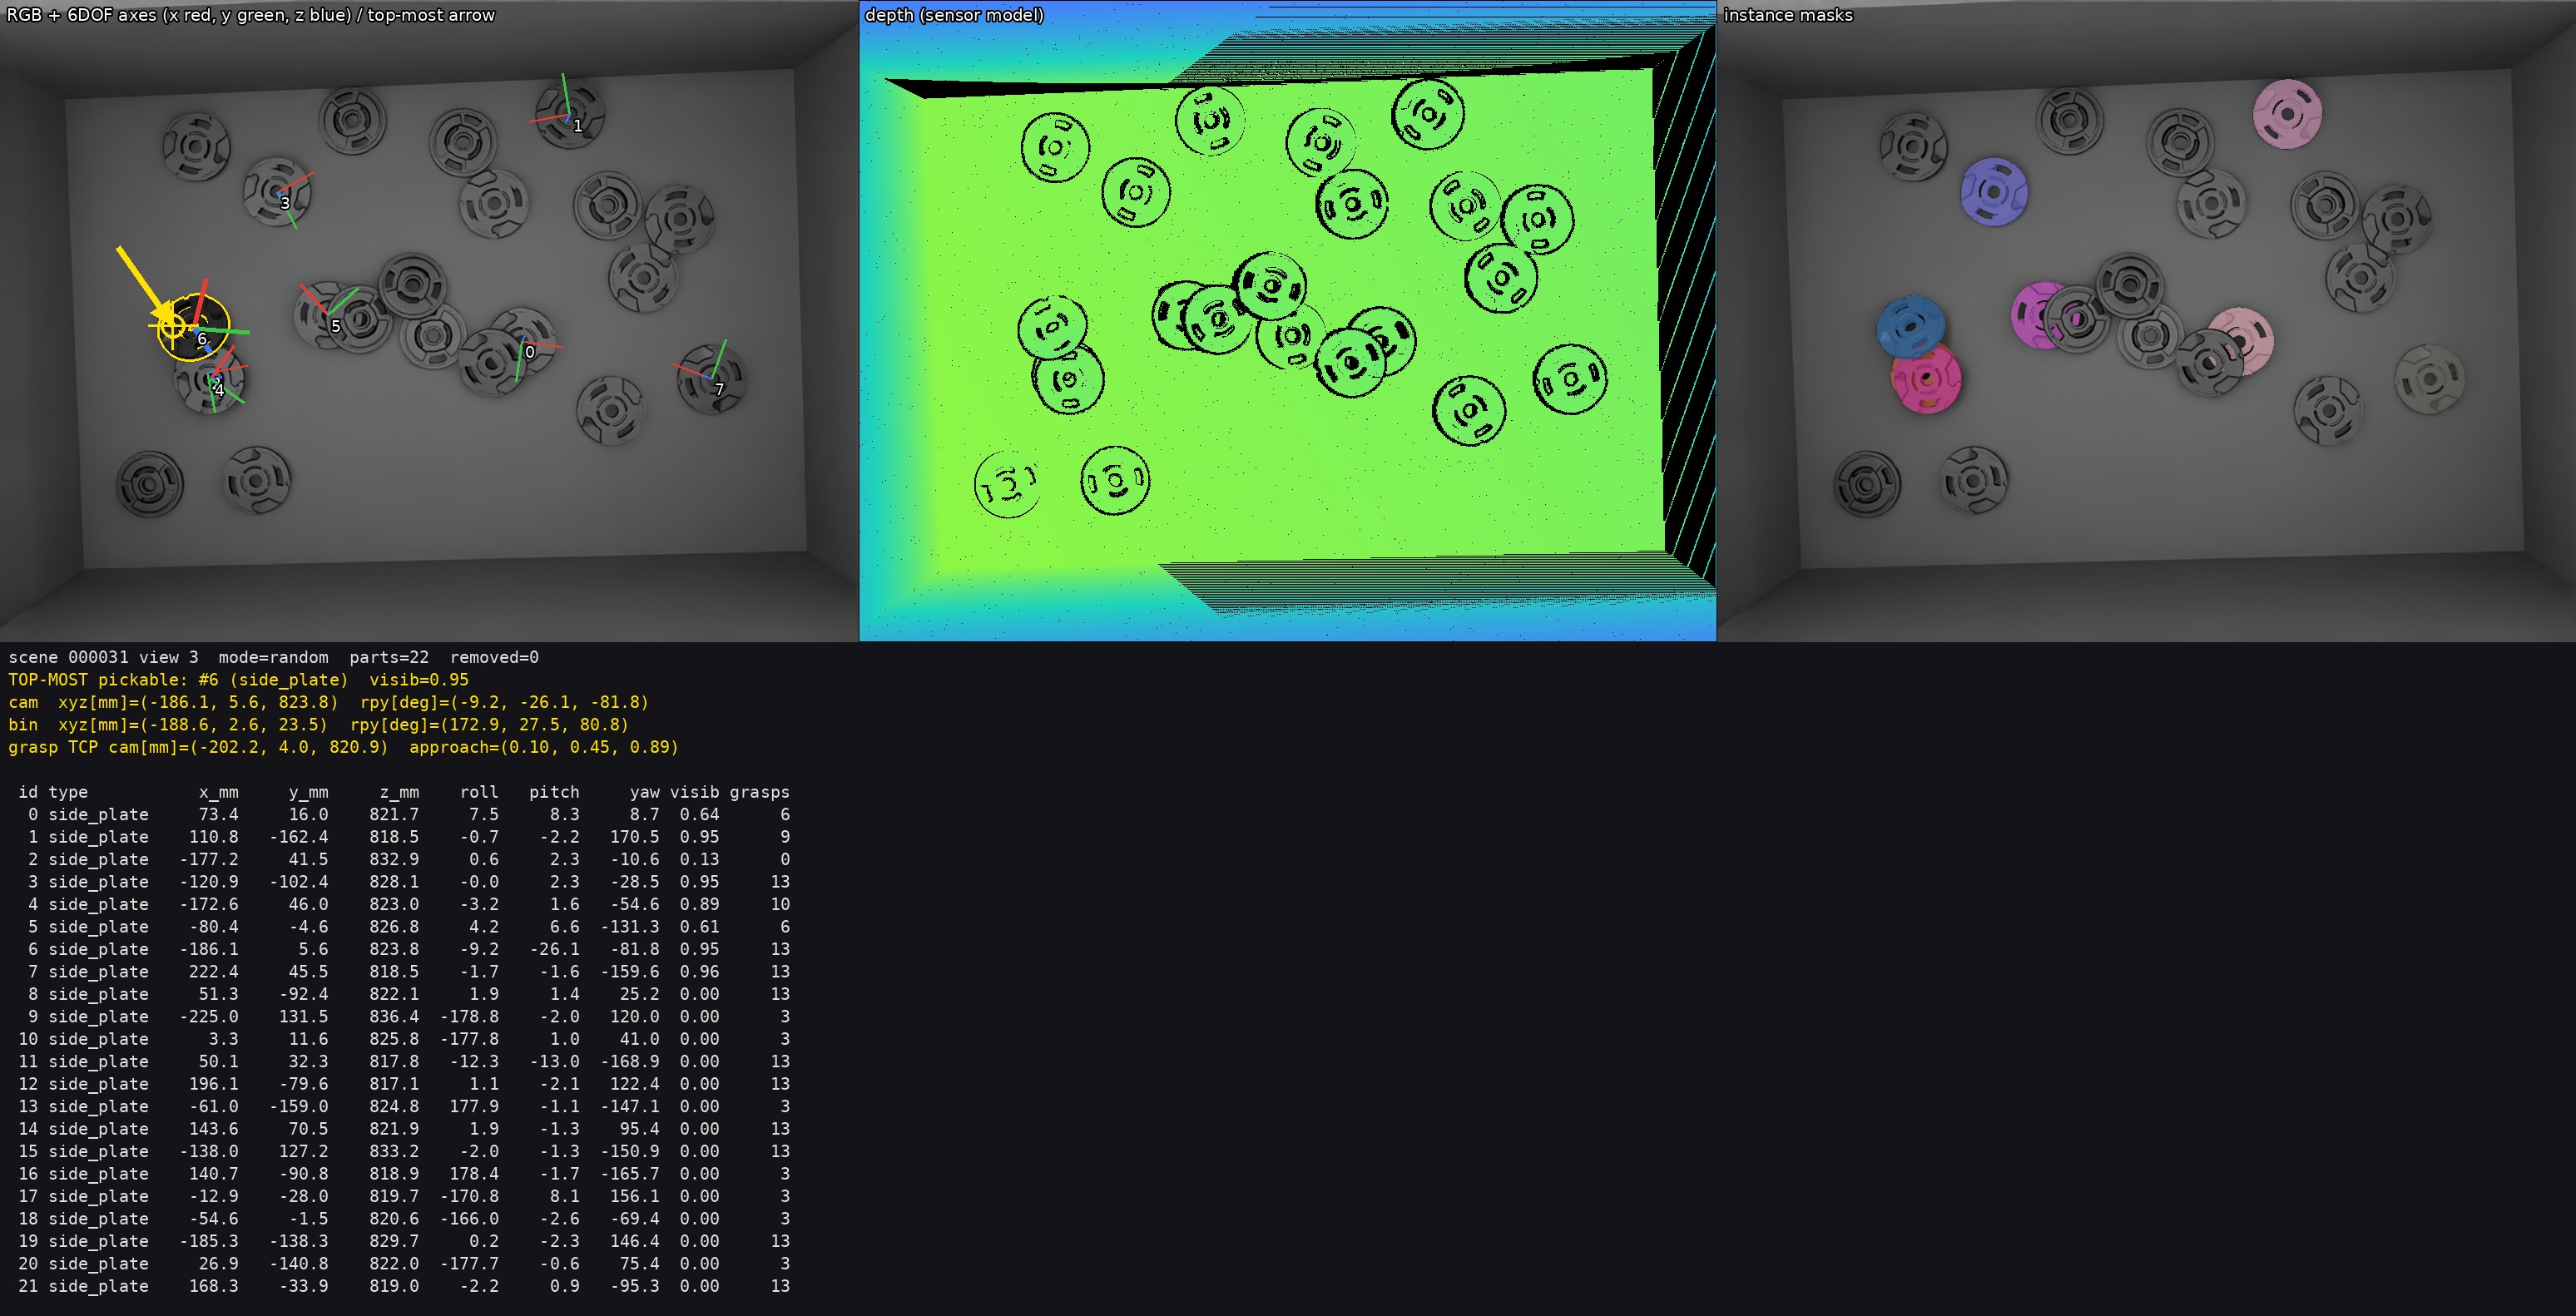 RGB + 6DOF axes (x red, y green, z blue) / top-most arrow
depth (sensor model)
instance masks
1
3
6
5
0
4
7
scene 000031 view 3  mode=random  parts=22  removed=0
TOP-MOST pickable: #6 (side_plate)  visib=0.95
cam  xyz[mm]=(-186.1, 5.6, 823.8)  rpy[deg]=(-9.2, -26.1, -81.8)
bin  xyz[mm]=(-188.6, 2.6, 23.5)  rpy[deg]=(172.9, 27.5, 80.8)
grasp TCP cam[mm]=(-202.2, 4.0, 820.9)  approach=(0.10, 0.45, 0.89)
id type x_mm y_mm z_mm roll pitch yaw visib grasps
0 side_plate 73.4 16.0 821.7 7.5 8.3 8.7 0.64 6
1 side_plate 110.8 -162.4 818.5 -0.7 -2.2 170.5 0.95 9
2 side_plate -177.2 41.5 832.9 0.6 2.3 -10.6 0.13 0
3 side_plate -120.9 -102.4 828.1 -0.0 2.3 -28.5 0.95 13
4 side_plate -172.6 46.0 823.0 -3.2 1.6 -54.6 0.89 10
5 side_plate -80.4 -4.6 826.8 4.2 6.6 -131.3 0.61 6
6 side_plate -186.1 5.6 823.8 -9.2 -26.1 -81.8 0.95 13
7 side_plate 222.4 45.5 818.5 -1.7 -1.6 -159.6 0.96 13
8 side_plate 51.3 -92.4 822.1 1.9 1.4 25.2 0.00 13
9 side_plate -225.0 131.5 836.4 -178.8 -2.0 120.0 0.00 3
10 side_plate 3.3 11.6 825.8 -177.8 1.0 41.0 0.00 3
11 side_plate 50.1 32.3 817.8 -12.3 -13.0 -168.9 0.00 13
12 side_plate 196.1 -79.6 817.1 1.1 -2.1 122.4 0.00 13
13 side_plate -61.0 -159.0 824.8 177.9 -1.1 -147.1 0.00 3
14 side_plate 143.6 70.5 821.9 1.9 -1.3 95.4 0.00 13
15 side_plate -138.0 127.2 833.2 -2.0 -1.3 -150.9 0.00 13
16 side_plate 140.7 -90.8 818.9 178.4 -1.7 -165.7 0.00 3
17 side_plate -12.9 -28.0 819.7 -170.8 8.1 156.1 0.00 3
18 side_plate -54.6 -1.5 820.6 -166.0 -2.6 -69.4 0.00 3
19 side_plate -185.3 -138.3 829.7 0.2 -2.3 146.4 0.00 13
20 side_plate 26.9 -140.8 822.0 -177.7 -0.6 75.4 0.00 3
21 side_plate 168.3 -33.9 819.0 -2.2 0.9 -95.3 0.00 13